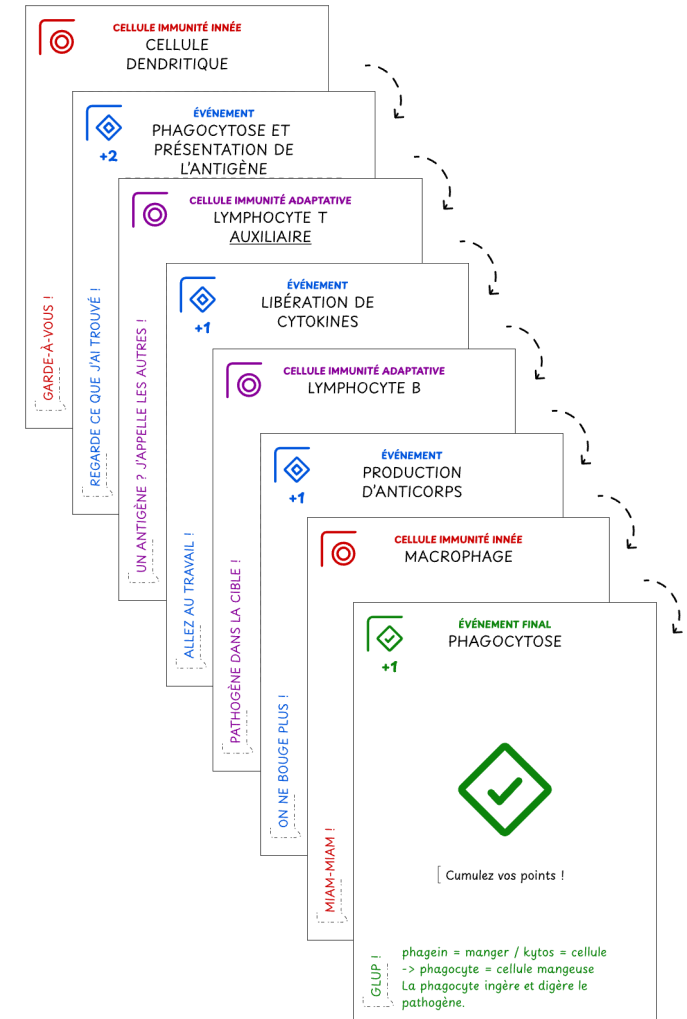 CELLULE IMMUNITÉ INNÉE
CELLULE
DENDRITIQUE
GARDE-À-VOUS !
ÉVÉNEMENT
+2
PHAGOCYTOSE ET
PRÉSENTATION DE
L'ANTIGÈNE
REGARDE CE QUE J'AI TROUVÉ !
CELLULE IMMUNITÉ ADAPTATIVE
LYMPHOCYTE T
AUXILIAIRE
UN ANTIGÈNE ? J'APPELLE LES AUTRES !
ÉVÉNEMENT
+1
LIBÉRATION DE
CYTOKINES
ALLEZ AU TRAVAIL !
CELLULE IMMUNITÉ ADAPTATIVE
LYMPHOCYTE B
PATHOGÈNE DANS LA CIBLE !
ÉVÉNEMENT
+1
PRODUCTION
D'ANTICORPS
ON NE BOUGE PLUS !
CELLULE IMMUNITÉ INNÉE
MACROPHAGE
MIAM-MIAM !
ÉVÉNEMENT FINAL
+1
PHAGOCYTOSE
Cumulez vos points !
GLUP !
phagein = manger / kytos = cellule
-> phagocyte = cellule mangeuse
La phagocyte ingère et digère le
pathogène.